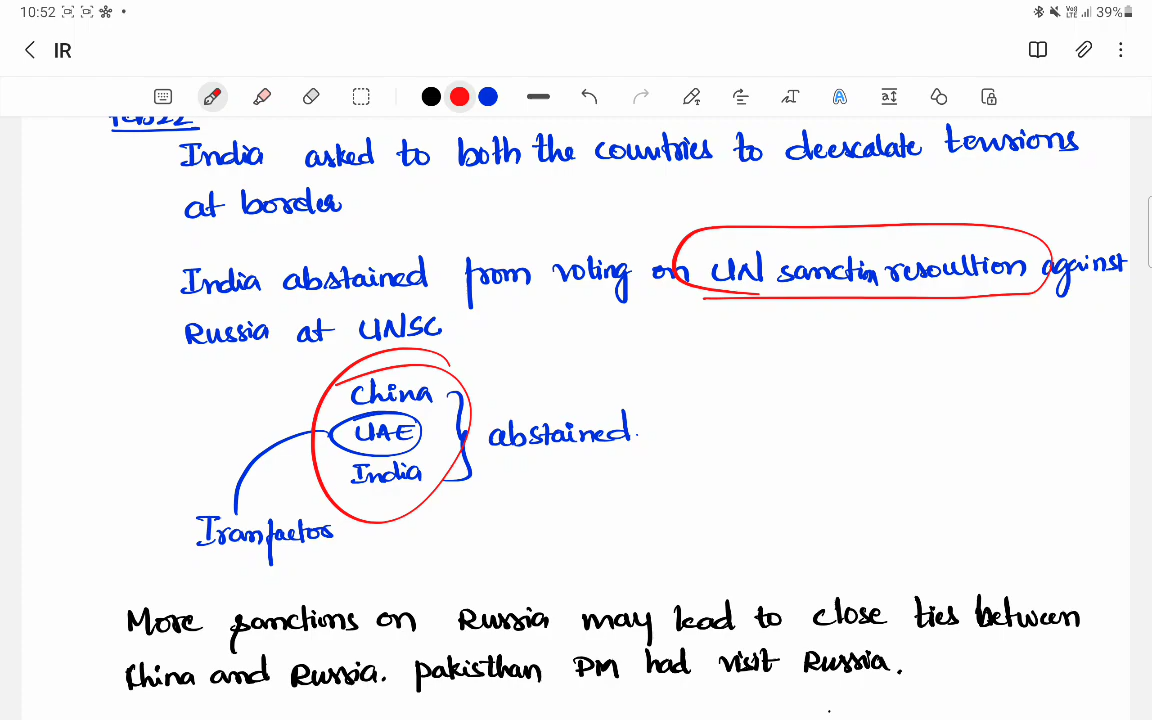 10:52
39%
IR
India asked to both the countries to deescalate tensions
at border
India abstained from voting on UN sanctin resoultion against
Russia at UNSC
China
UAE
India
abstained.
Iranfactor
More sanctions on Russia may lead to close ties between
China and Russia. pakisthan PM had visit Russia.